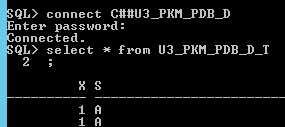 SQL> connect C##U3_PKM_PDB_D
Enter password:
Connected.
SQL> select * from U3_PKM_PDB_D_T
  2  ;

         X S
---------- ----------
         1 A
         1 A